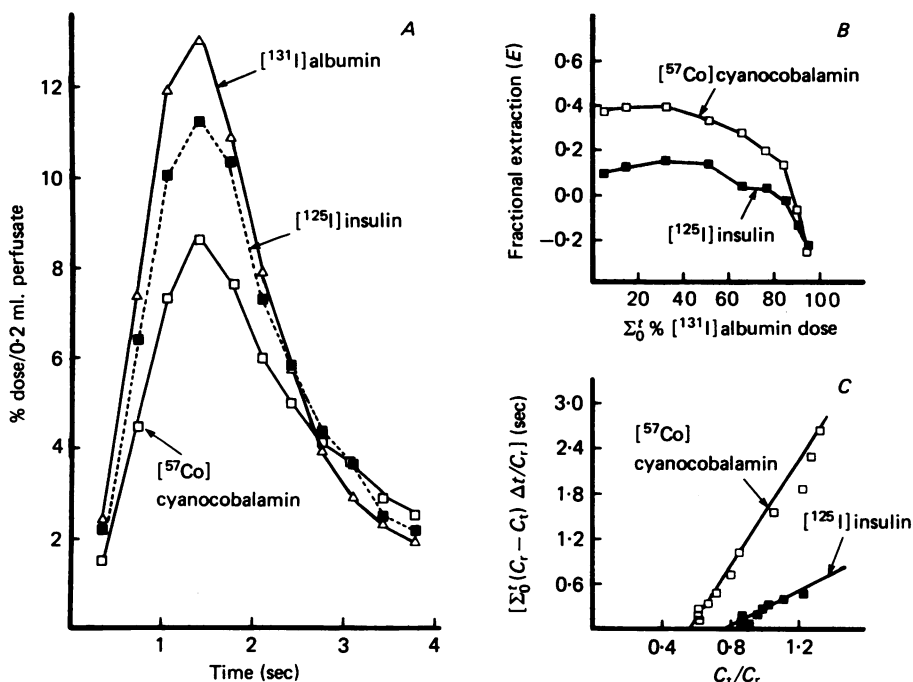 A
[¹³¹I]albumin
[¹²⁵I]insulin
[⁵⁷Co]
cyanocobalamin
% dose/0·2 ml. perfusate
12
10
8
6
4
2
1
2
3
4
Time (sec)
B
[⁵⁷Co]cyanocobalamin
[¹²⁵I]insulin
Fractional extraction (E)
0·6
0·4
0·2
0·0
−0·2
20
40
60
80
100
Σ₀ᵗ % [¹³¹I]albumin dose
C
[⁵⁷Co]
cyanocobalamin
[¹²⁵I]insulin
[Σ₀ᵗ(Cᵣ − Cₜ) Δt/Cᵣ] (sec)
3·0
2·4
1·8
1·2
0·6
0·4
0·8
1·2
Cₜ/Cᵣ